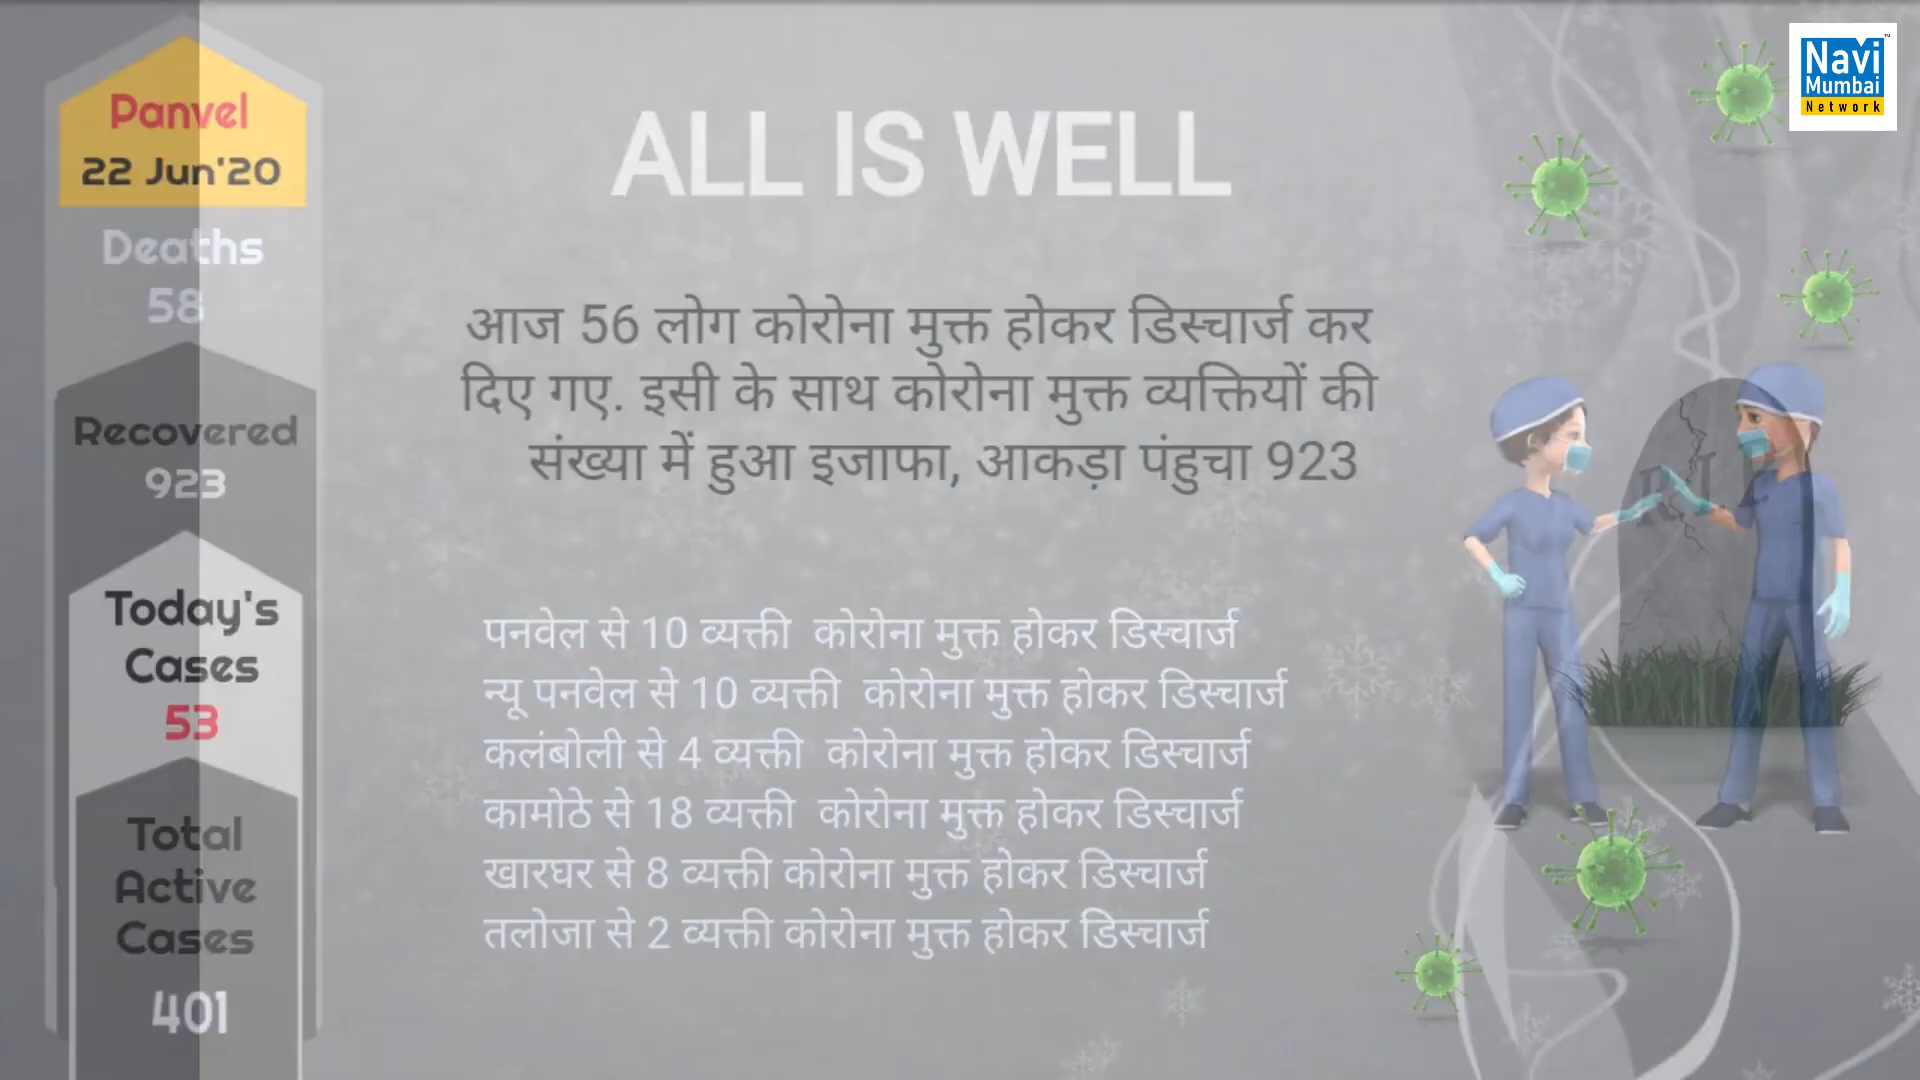 Panvel
22 Jun'20
Deaths
58
Recovered
923
Today's
Cases
53
Total
Active
Cases
401
ALL IS WELL
आज 56 लोग कोरोना मुक्त होकर डिस्चार्ज कर
दिए गए. इसी के साथ कोरोना मुक्त व्यक्तियों की
संख्या में हुआ इजाफा, आकड़ा पंहुचा 923
पनवेल से 10 व्यक्ती कोरोना मुक्त होकर डिस्चार्ज
न्यू पनवेल से 10 व्यक्ती कोरोना मुक्त होकर डिस्चार्ज
कलंबोली से 4 व्यक्ती कोरोना मुक्त होकर डिस्चार्ज
कामोठे से 18 व्यक्ती कोरोना मुक्त होकर डिस्चार्ज
खारघर से 8 व्यक्ती कोरोना मुक्त होकर डिस्चार्ज
तलोजा से 2 व्यक्ती कोरोना मुक्त होकर डिस्चार्ज
Navi
Mumbai
Network